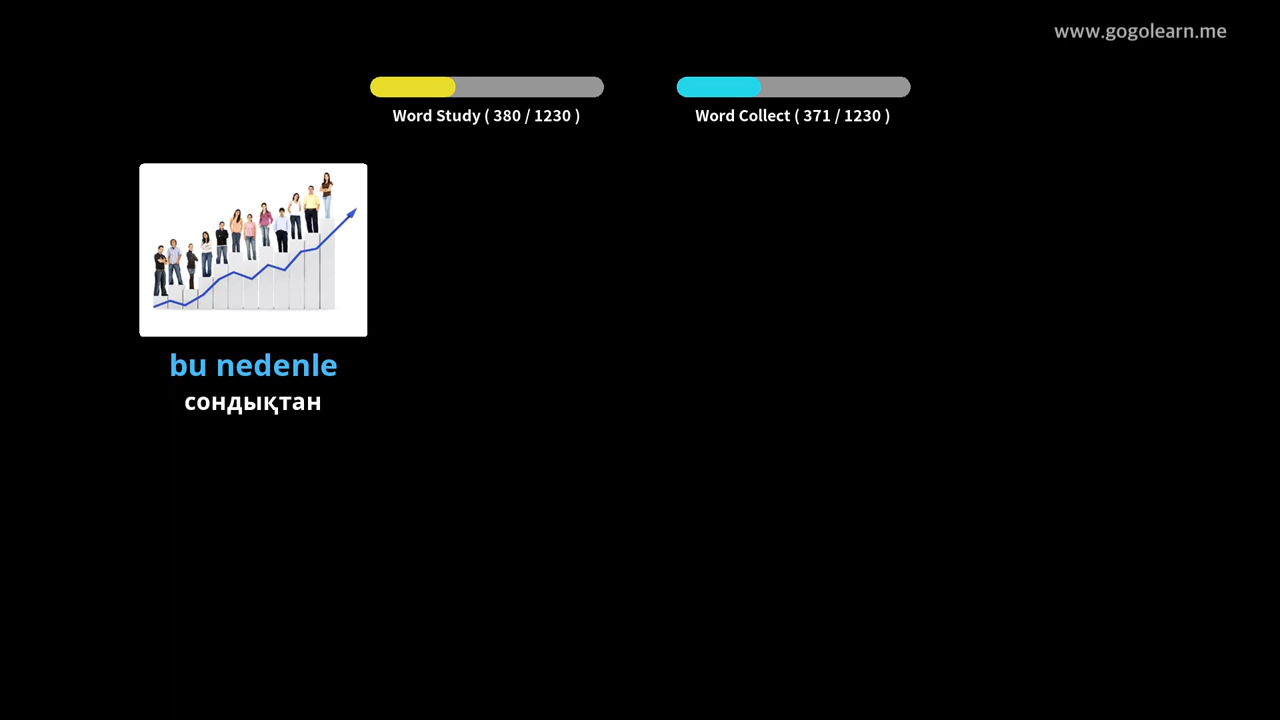 www.gogolearn.me
Word Study ( 380 / 1230 )
Word Collect ( 371 / 1230 )
bu nedenle
сондықтан